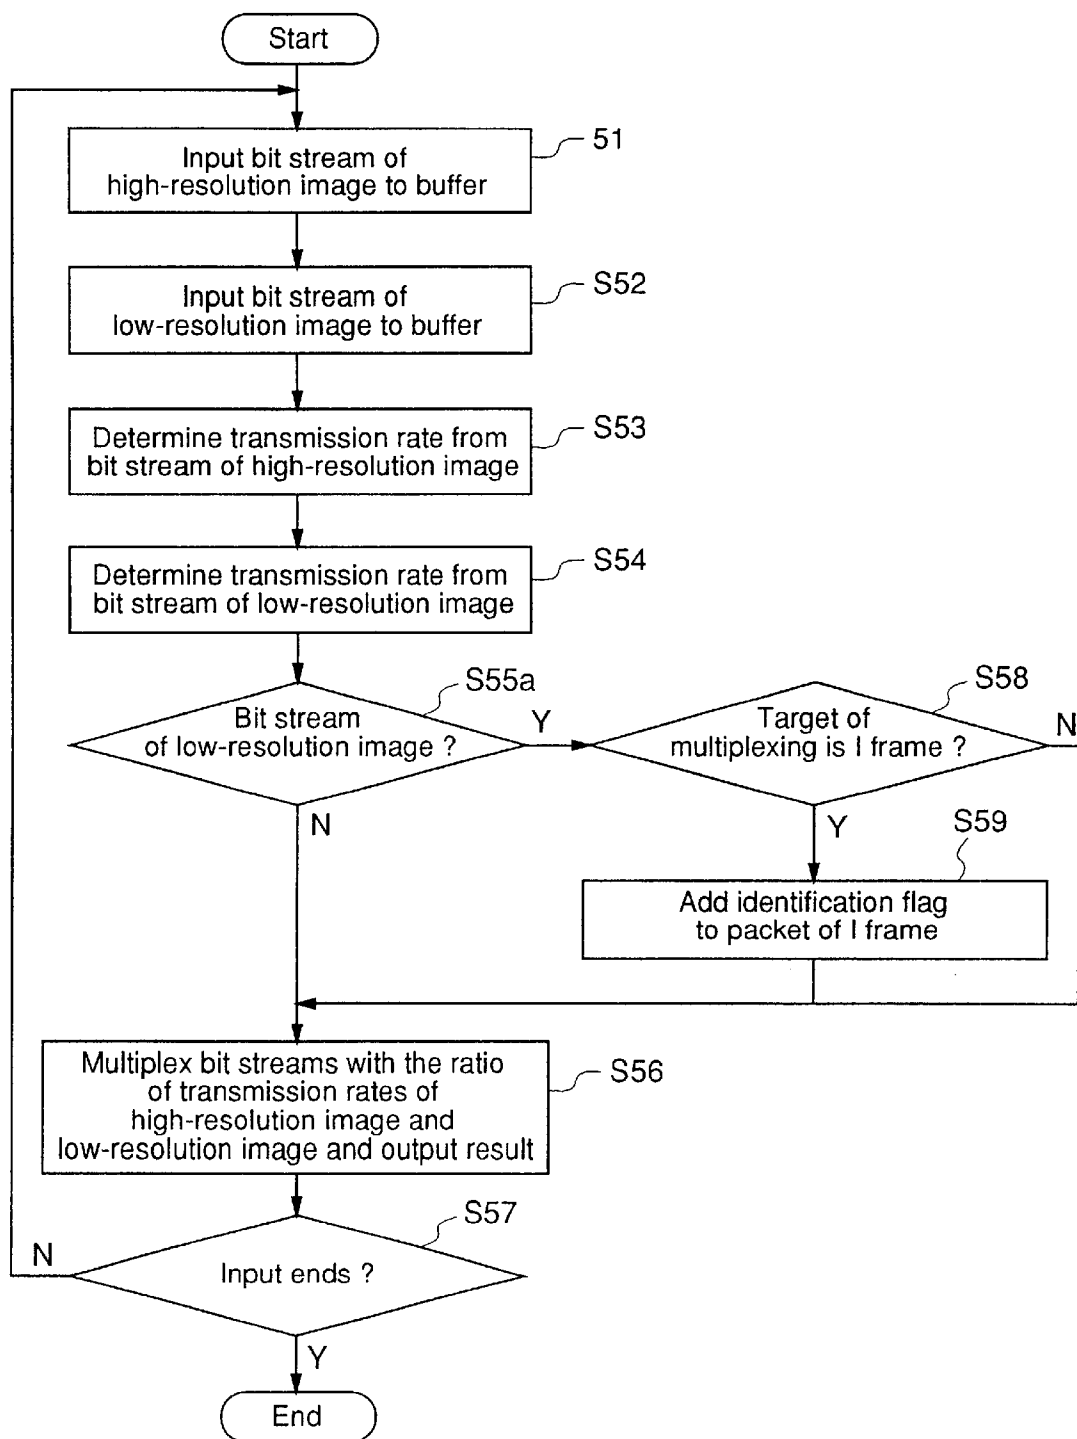 Start
Input bit stream of
high-resolution image to buffer
51
Input bit stream of
low-resolution image to buffer
S52
Determine transmission rate from
bit stream of high-resolution image
S53
Determine transmission rate from
bit stream of low-resolution image
S54
Bit stream
of low-resolution image ?
S55a
Y
N
Target of
multiplexing is I frame ?
S58
N
Y
Add identification flag
to packet of I frame
S59
Multiplex bit streams with the ratio
of transmission rates of
high-resolution image and
low-resolution image and output result
S56
Input ends ?
S57
N
Y
End